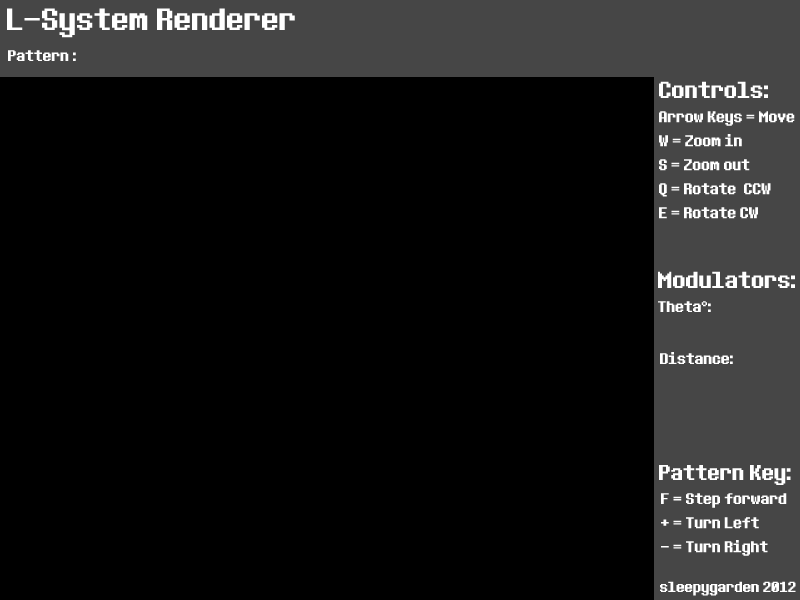 L-System Renderer
Pattern:
Controls:
Arrow Keys = Move
W = Zoom in
S = Zoom out
Q = Rotate CCW
E = Rotate CW
Modulators:
Theta°:
Distance:
Pattern Key:
F = Step forward
+ = Turn Left
- = Turn Right
sleepygarden 2012